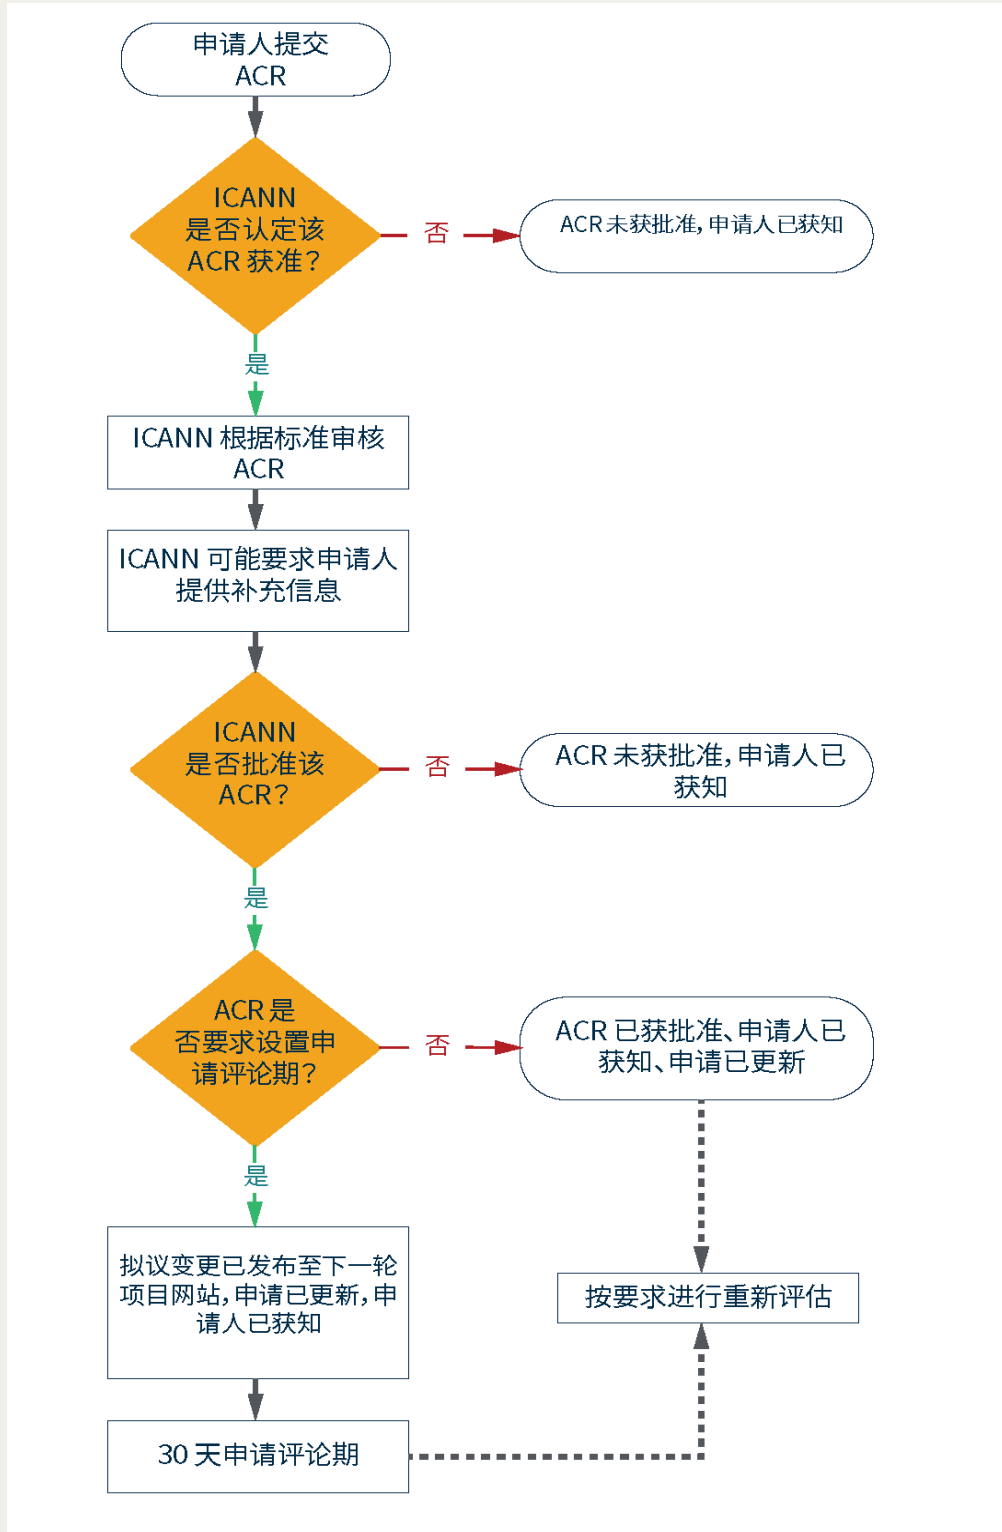 申请人提交
ACR
ICANN
是否认定该
ACR 获准？
否
ACR 未获批准，申请人已获知
是
ICANN 根据标准审核
ACR
ICANN 可能要求申请人
提供补充信息
ICANN
是否批准该
ACR？
否
ACR 未获批准，申请人已
获知
是
ACR 是
否要求设置申
请评论期？
否
ACR 已获批准、申请人已
获知、申请已更新
是
拟议变更已发布至下一轮
项目网站，申请已更新，申
请人已获知
按要求进行重新评估
30 天申请评论期